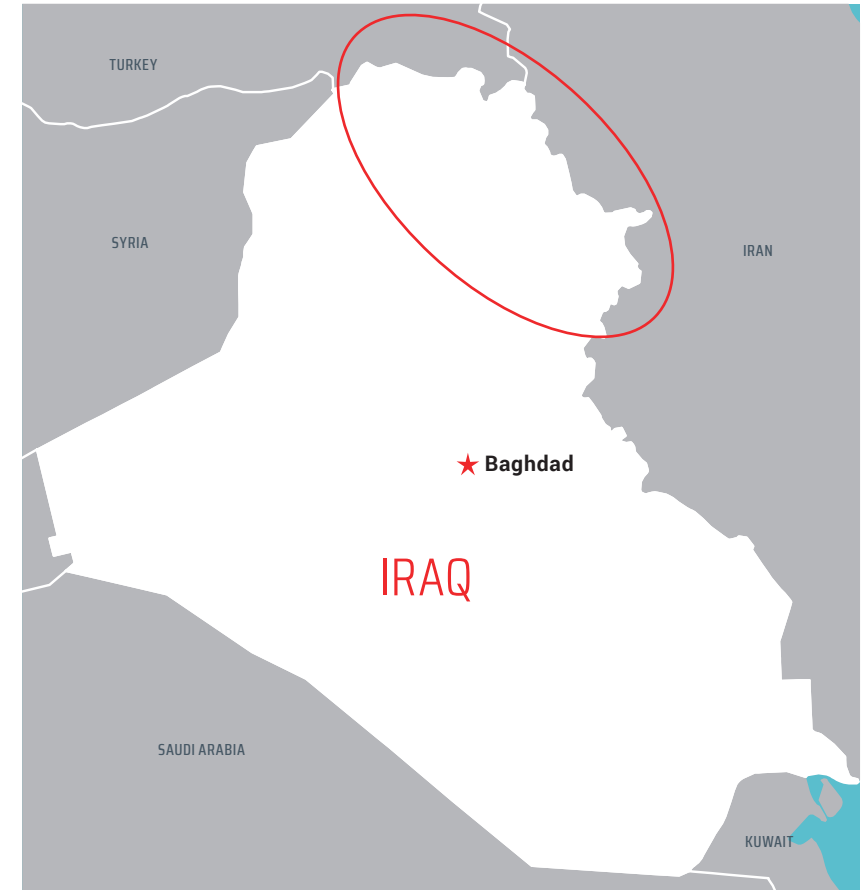 TURKEY
SYRIA
IRAN
Baghdad
IRAQ
SAUDI ARABIA
KUWAIT